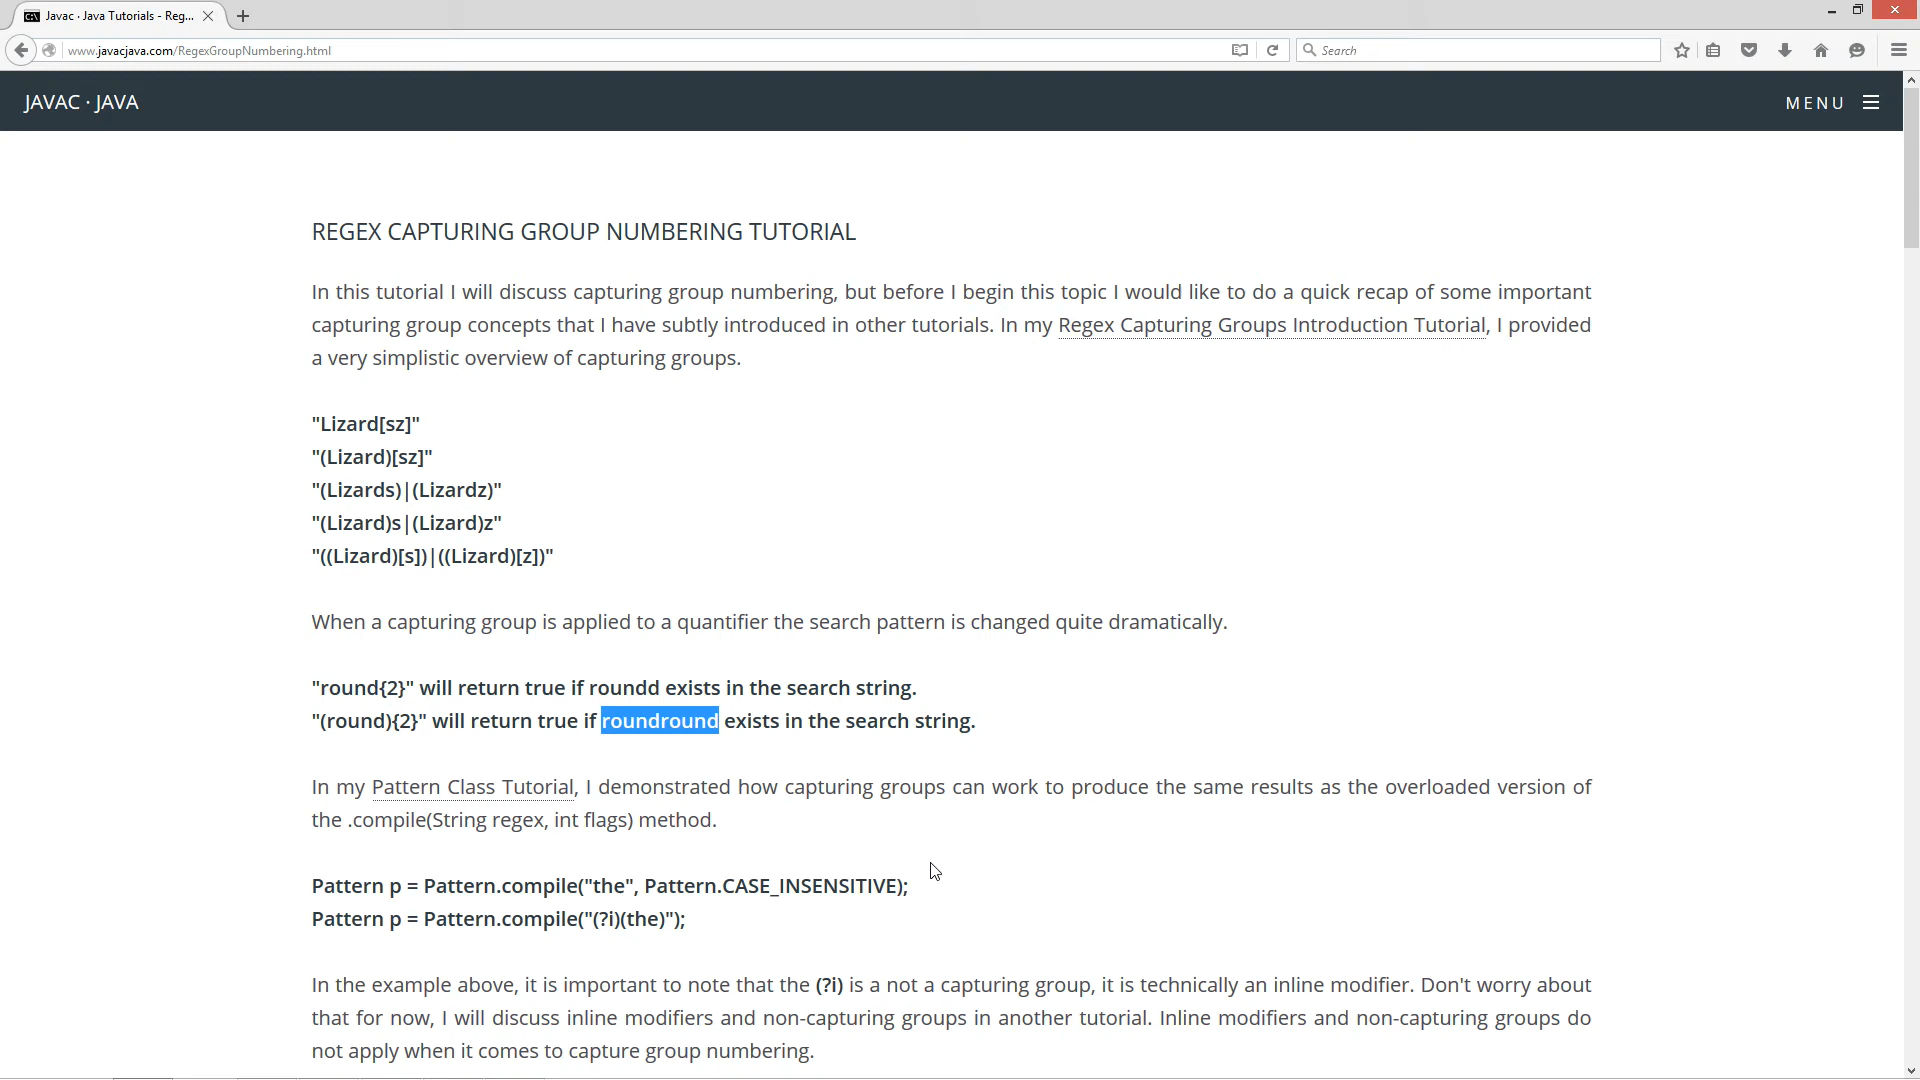 Javac · Java Tutorials - Reg...
www.javacjava.com/RegexGroupNumbering.html
Search
JAVAC · JAVA
MENU
REGEX CAPTURING GROUP NUMBERING TUTORIAL
In this tutorial I will discuss capturing group numbering, but before I begin this topic I would like to do a quick recap of some important
capturing group concepts that I have subtly introduced in other tutorials. In my Regex Capturing Groups Introduction Tutorial, I provided
a very simplistic overview of capturing groups.
"Lizard[sz]"
"(Lizard)[sz]"
"(Lizards)|(Lizardz)"
"(Lizard)s|(Lizard)z"
"((Lizard)[s])|((Lizard)[z])"
When a capturing group is applied to a quantifier the search pattern is changed quite dramatically.
"round{2}" will return true if roundd exists in the search string.
"(round){2}" will return true if roundround exists in the search string.
In my Pattern Class Tutorial, I demonstrated how capturing groups can work to produce the same results as the overloaded version of
the .compile(String regex, int flags) method.
Pattern p = Pattern.compile("the", Pattern.CASE_INSENSITIVE);
Pattern p = Pattern.compile("(?i)(the)");
In the example above, it is important to note that the (?i) is a not a capturing group, it is technically an inline modifier. Don't worry about
that for now, I will discuss inline modifiers and non-capturing groups in another tutorial. Inline modifiers and non-capturing groups do
not apply when it comes to capture group numbering.